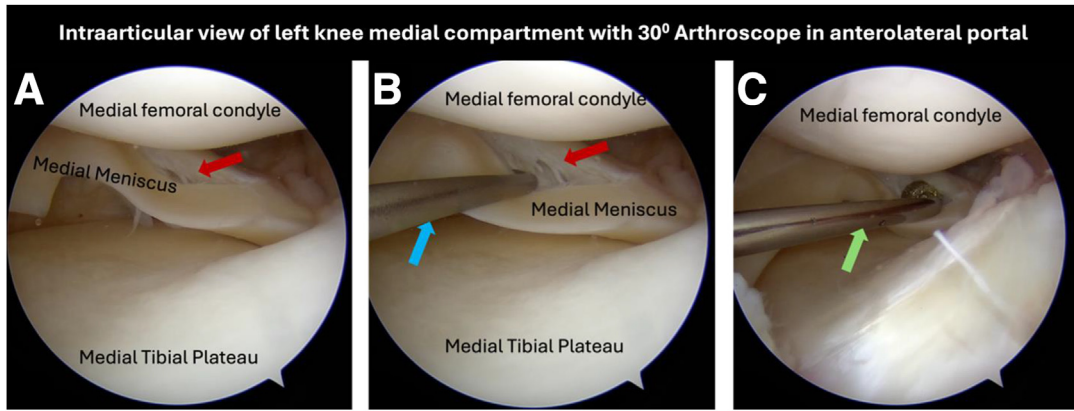 Intraarticular view of left knee medial compartment with 30⁰ Arthroscope in anterolateral portal
A
Medial femoral condyle
Medial Meniscus
Medial Tibial Plateau
B
Medial femoral condyle
Medial Meniscus
Medial Tibial Plateau
C
Medial femoral condyle